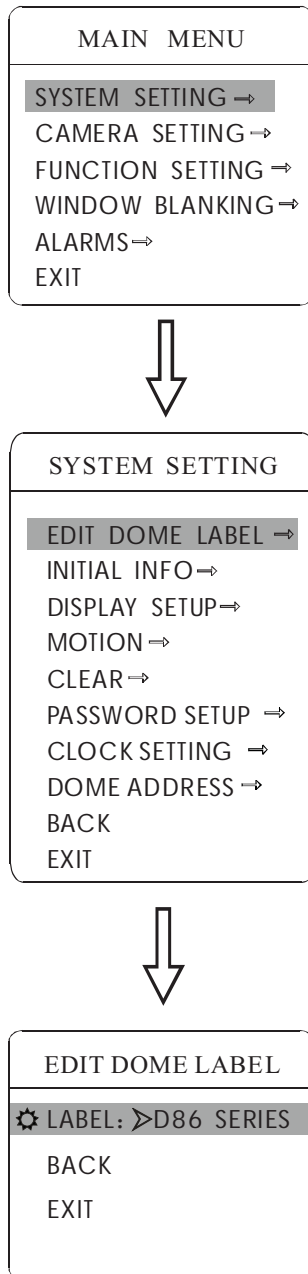 MAIN MENU
SYSTEM SETTING →
CAMERA SETTING →
FUNCTION SETTING →
WINDOW BLANKING →
ALARMS →
EXIT
SYSTEM SETTING
EDIT DOME LABEL →
INITIAL INFO →
DISPLAY SETUP →
MOTION →
CLEAR →
PASSWORD SETUP →
CLOCK SETTING →
DOME ADDRESS →
BACK
EXIT
EDIT DOME LABEL
LABEL: D86 SERIES
BACK
EXIT